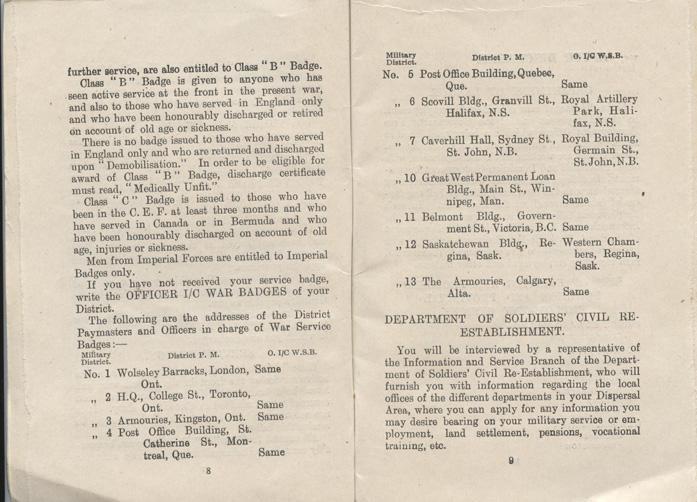 further service, are also entitled to Class "B" Badge.
Class "B" Badge is given to anyone who has
seen active service at the front in the present war,
and also to those who have served in England only
and who have been honourably discharged or retired
on account of old age or sickness.
There is no badge issued to those who have served
in England only and who are returned and discharged
upon "Demobilisation." In order to be eligible for
award of Class "B" Badge, discharge certificate
must read, "Medically Unfit."
Class "C" Badge is issued to those who have
been in the C. E. F. at least three months and who
have served in Canada or in Bermuda and who
have been honourably discharged on account of old
age, injuries or sickness.
Men from Imperial Forces are entitled to Imperial
Badges only.
If you have not received your service badge,
write the OFFICER I/C WAR BADGES of your
District.
The following are the addresses of the District
Paymasters and Officers in charge of War Service
Badges:—
Military District. District P. M. O. I/C W.S.B.
No. 1 Wolseley Barracks, London, Same
Ont.
„ 2 H.Q., College St., Toronto,
Ont. Same
„ 3 Armouries, Kingston, Ont. Same
„ 4 Post Office Building, St.
Catherine St., Mon-
treal, Que. Same
8
Military District. District P. M. O. I/C W.S.B.
No. 5 Post Office Building, Quebec,
Que. Same
„ 6 Scovill Bldg., Granvill St., Royal Artillery
Halifax, N.S. Park, Hali-
fax, N.S.
„ 7 Caverhill Hall, Sydney St., Royal Building,
St. John, N.B. Germain St.,
St. John, N.B.
„ 10 Great West Permanent Loan
Bldg., Main St., Win-
nipeg, Man. Same
„ 11 Belmont Bldg., Govern-
ment St., Victoria, B.C. Same
„ 12 Saskatchewan Bldg., Re- Western Cham-
gina, Sask. bers, Regina,
Sask.
„ 13 The Armouries, Calgary,
Alta. Same
DEPARTMENT OF SOLDIERS' CIVIL RE-
ESTABLISHMENT.
You will be interviewed by a representative of
the Information and Service Branch of the Depart-
ment of Soldiers' Civil Re-Establishment, who will
furnish you with information regarding the local
offices of the different departments in your Dispersal
Area, where you can apply for any information you
may desire bearing on your military service or em-
ployment, land settlement, pensions, vocational
training, etc.
9